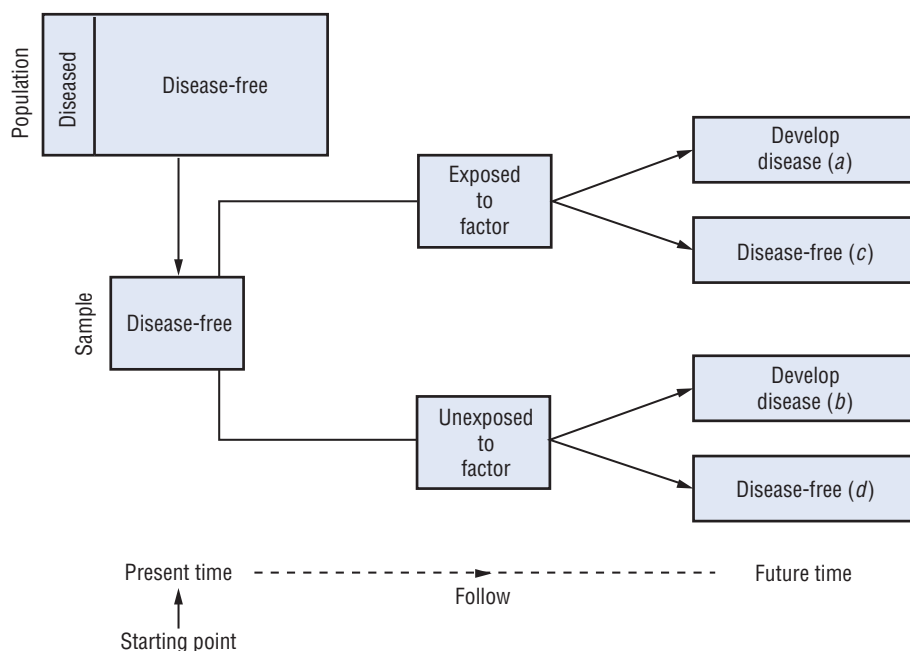 Population
Diseased
Disease-free
Sample
Disease-free
Exposed
to
factor
Develop
disease (a)
Disease-free (c)
Unexposed
to
factor
Develop
disease (b)
Disease-free (d)
Present time
Follow
Future time
Starting point